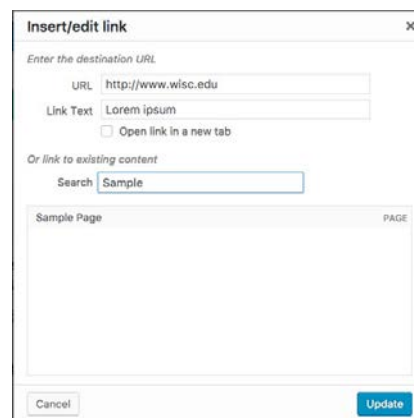 Insert/edit link ×
Enter the destination URL
URL http://www.wisc.edu
Link Text Lorem ipsum
Open link in a new tab
Or link to existing content
Search Sample
Sample Page PAGE
Cancel Update